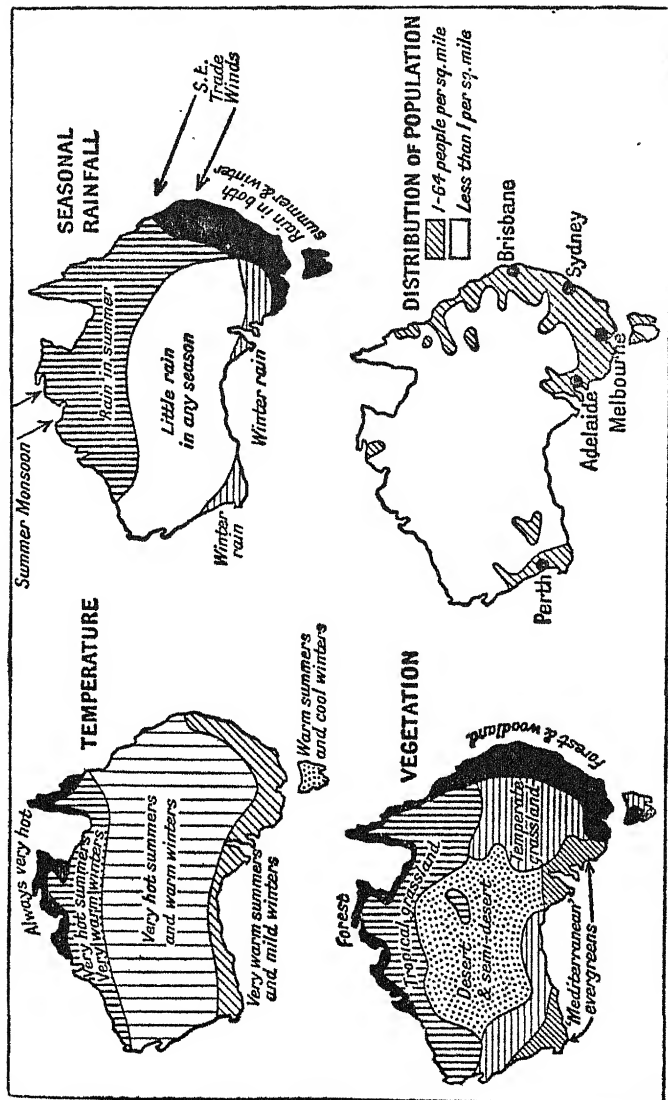 TEMPERATURE
Always very hot
Very hot summers
Very warm winters
Very hot summers
and warm winters
Very warm summers
and mild winters
Warm summers
and cool winters
SEASONAL
RAINFALL
Summer Monsoon
S.E.
Trade
Winds
Rain in summer
Rain in both
summer & winter
Little rain
in any season
Winter
rain
Winter rain
VEGETATION
Forest
Tropical grassland
Desert
& semi-desert
Temperate
grassland
Forest & woodland
'Mediterranean'
evergreens
DISTRIBUTION OF POPULATION
1-64 people per sq. mile
Less than 1 per sq. mile
Brisbane
Sydney
Melbourne
Adelaide
Perth